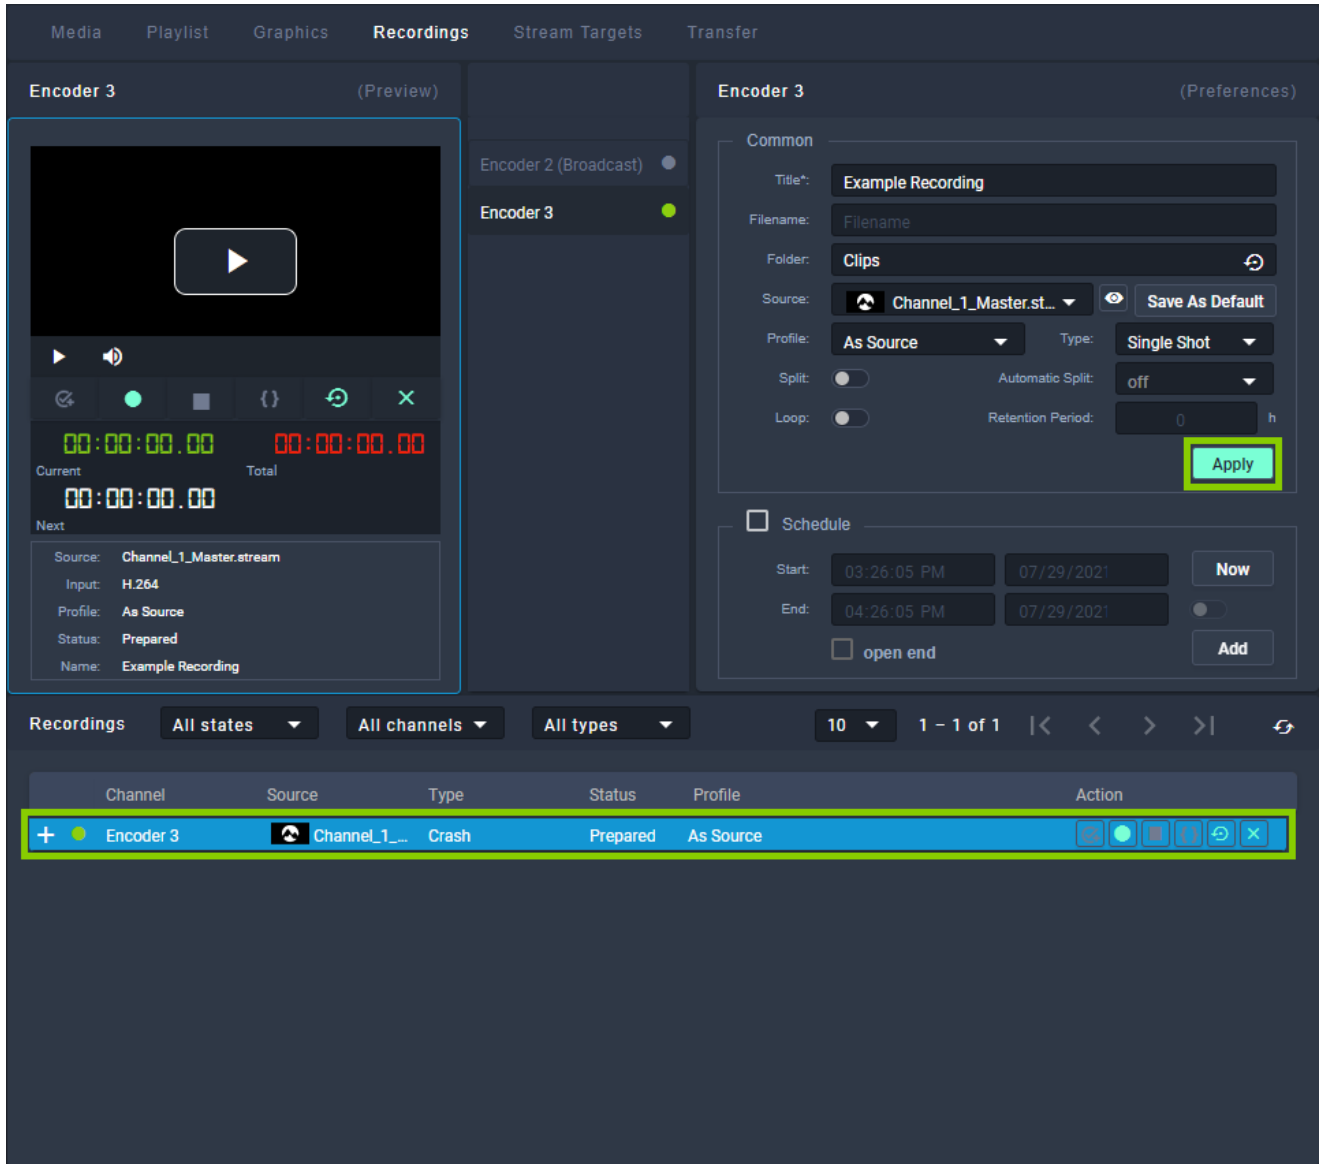 Media Playlist Graphics Recordings Stream Targets Transfer
Encoder 3 (Preview)
Current Total
00:00:00.00 00:00:00.00
00:00:00.00
Next
Source: Channel_1_Master.stream
Input: H.264
Profile: As Source
Status: Prepared
Name: Example Recording
Encoder 2 (Broadcast)
Encoder 3
Encoder 3 (Preferences)
Common
Title*: Example Recording
Filename: Filename
Folder: Clips
Source: Channel_1_Master.st... Save As Default
Profile: As Source Type: Single Shot
Split: Automatic Split: off
Loop: Retention Period: 0 h
Apply
Schedule
Start: 03:26:05 PM 07/29/2021 Now
End: 04:26:05 PM 07/29/2021
open end Add
Recordings All states All channels All types 10 1 – 1 of 1
Channel Source Type Status Profile Action
Encoder 3 Channel_1_... Crash Prepared As Source